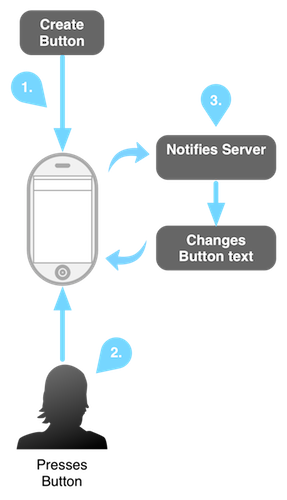 Create
Button
1.
3.
Notifies Server
Changes
Button text
2.
Presses
Button